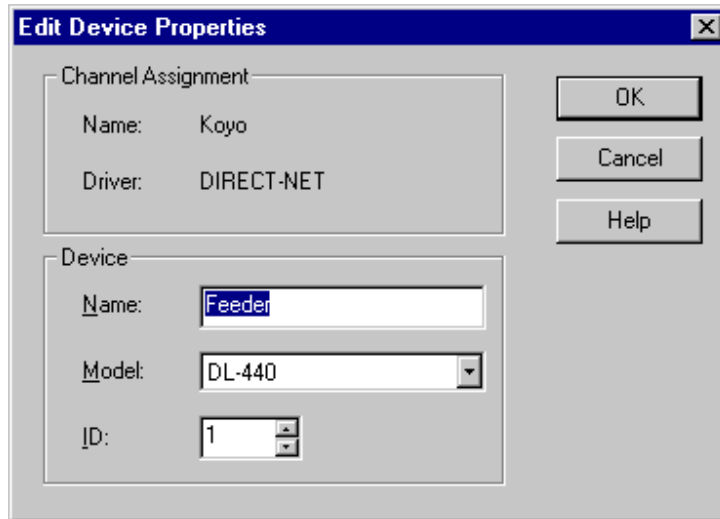 Edit Device Properties
Channel Assignment
Name: Koyo
Driver: DIRECT-NET
OK
Cancel
Help
Device
Name: Feeder
Model: DL-440
ID: 1